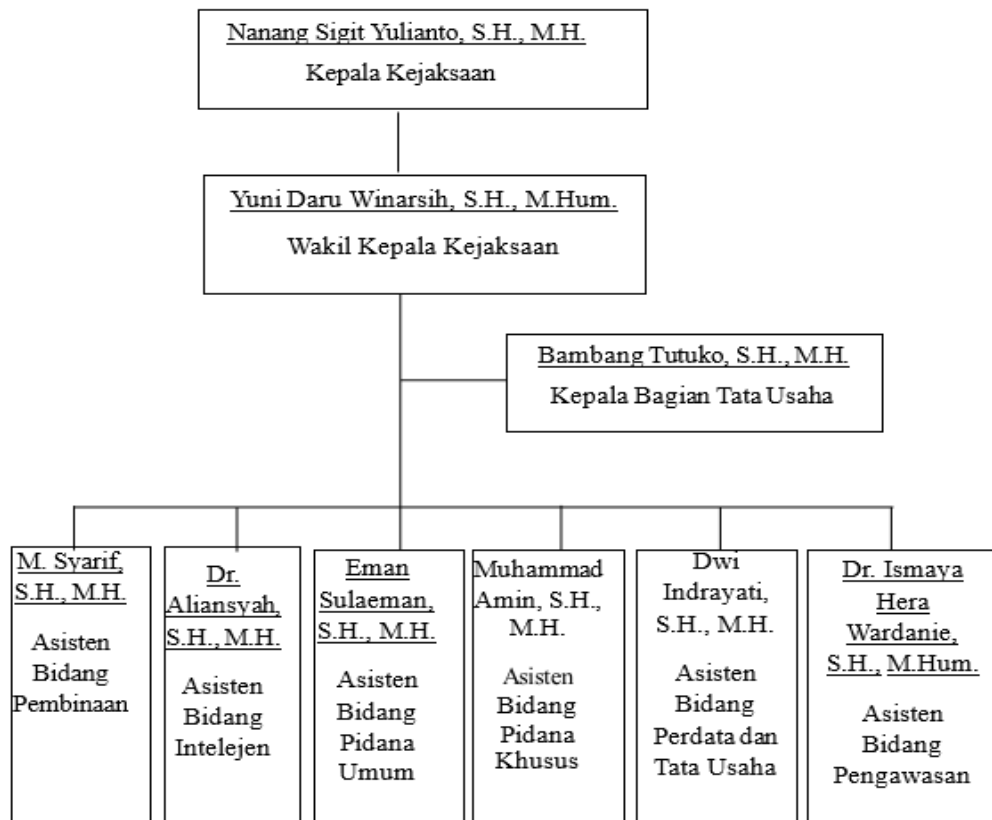 Nanang Sigit Yulianto, S.H., M.H.
Kepala Kejaksaan
Yuni Daru Winarsih, S.H., M.Hum.
Wakil Kepala Kejaksaan
Bambang Tutuko, S.H., M.H.
Kepala Bagian Tata Usaha
M. Syarif,
S.H., M.H.
Asisten
Bidang
Pembinaan
Dr.
Aliansyah,
S.H., M.H.
Asisten
Bidang
Intelejen
Eman
Sulaeman,
S.H., M.H.
Asisten
Bidang
Pidana
Umum
Muhammad
Amin, S.H.,
M.H.
Asisten
Bidang
Pidana
Khusus
Dwi
Indrayati,
S.H., M.H.
Asisten
Bidang
Perdata dan
Tata Usaha
Dr. Ismaya
Hera
Wardanie,
S.H., M.Hum.
Asisten
Bidang
Pengawasan